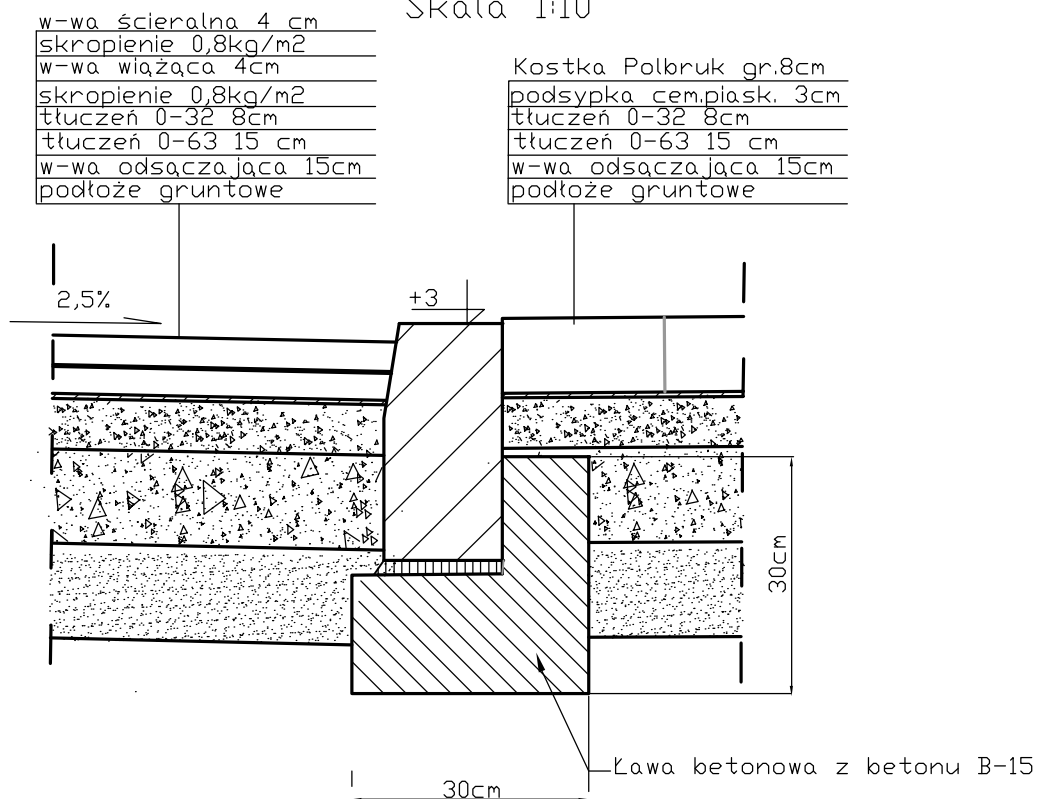 Skala 1:10
w-wa ścieralna 4 cm
skropienie 0,8kg/m2
w-wa wiążąca 4cm
skropienie 0,8kg/m2
tłuczeń 0-32 8cm
tłuczeń 0-63 15 cm
w-wa odsączająca 15cm
podłoże gruntowe
Kostka Polbruk gr.8cm
podsypka cem.piask. 3cm
tłuczeń 0-32 8cm
tłuczeń 0-63 15 cm
w-wa odsączająca 15cm
podłoże gruntowe
2,5%
+3
30cm
Ława betonowa z betonu B-15
30cm